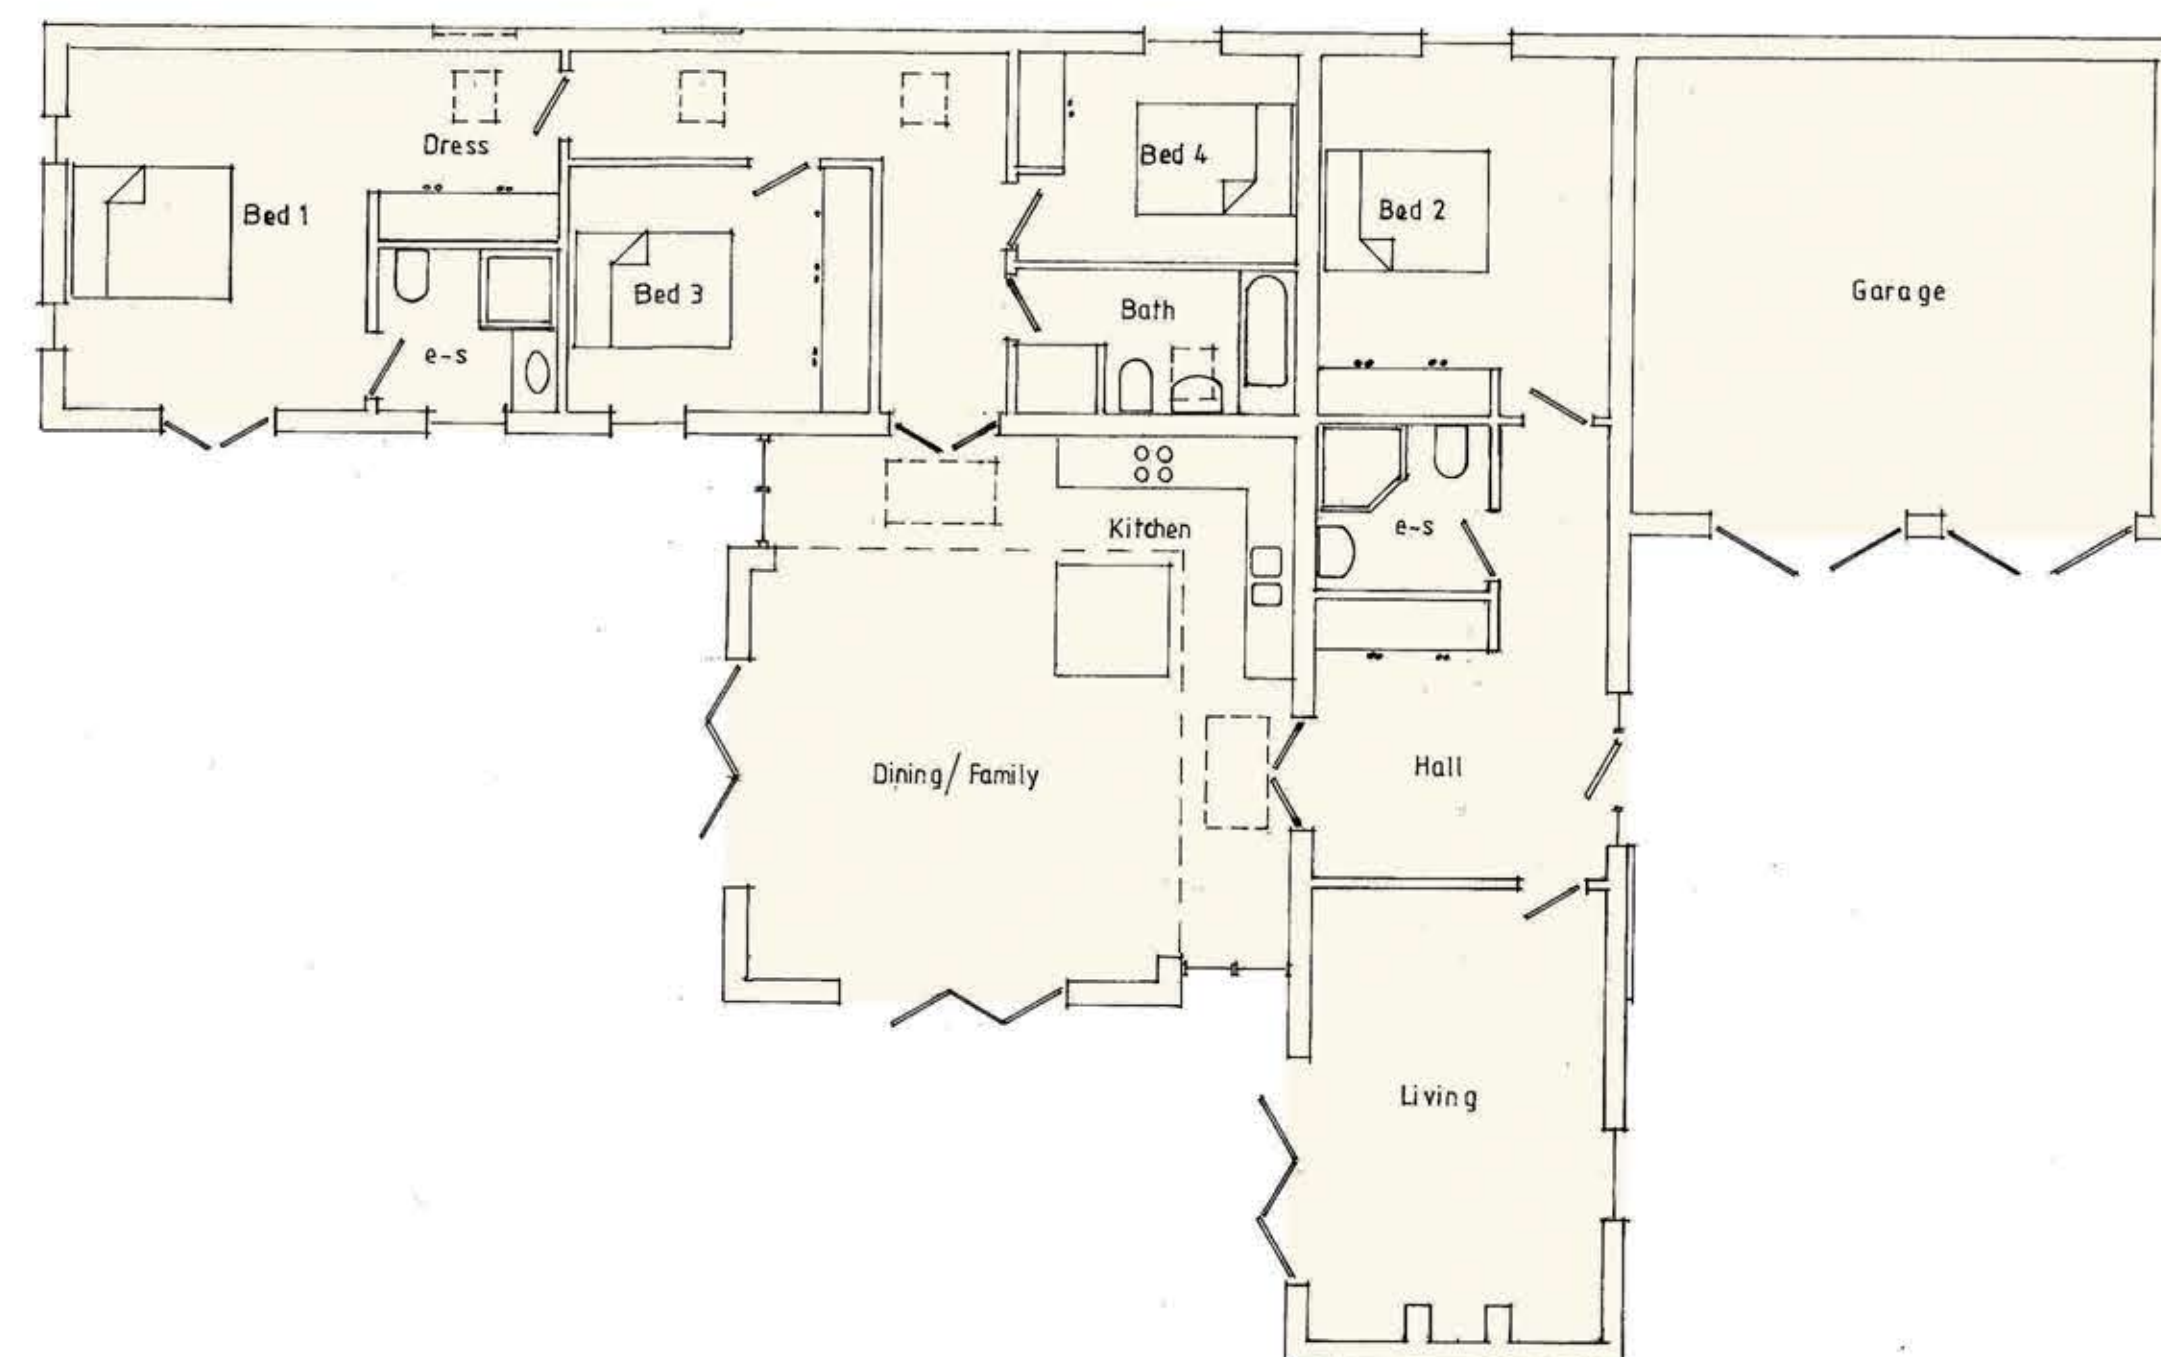 Dress
Bed 1
e-s
Bed 3
Bed 4
Bath
Bed 2
Garage
Kitchen
e-s
Dining/Family
Hall
Living